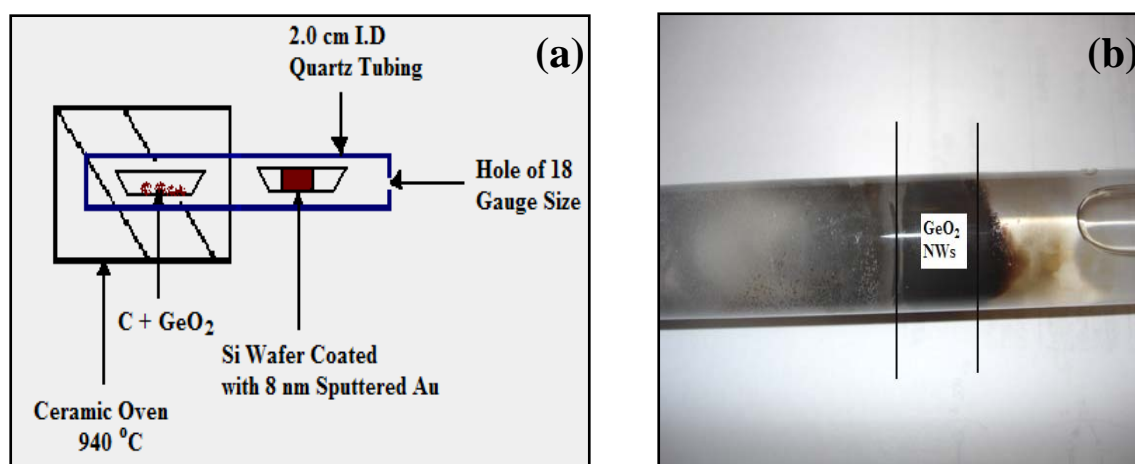 (a)
2.0 cm I.D
Quartz Tubing
Hole of 18
Gauge Size
C + GeO₂
Si Wafer Coated
with 8 nm Sputtered Au
Ceramic Oven
940 ⁰C
(b)
GeO₂
NWs